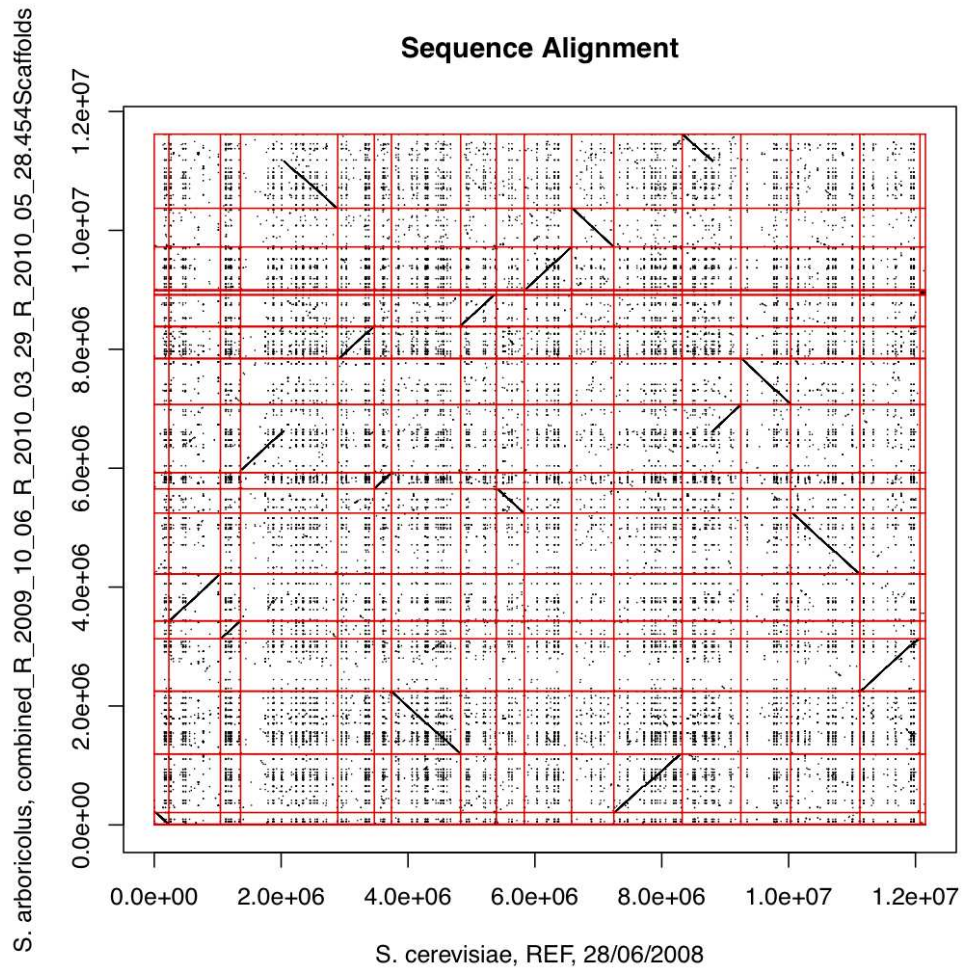 Sequence Alignment
S. arboricolus, combined_R_2009_10_06_R_2010_03_29_R_2010_05_28.454Scaffolds
1.2e+07
1.0e+07
8.0e+06
6.0e+06
4.0e+06
2.0e+06
0.0e+00
0.0e+00 2.0e+06 4.0e+06 6.0e+06 8.0e+06 1.0e+07 1.2e+07
S. cerevisiae, REF, 28/06/2008